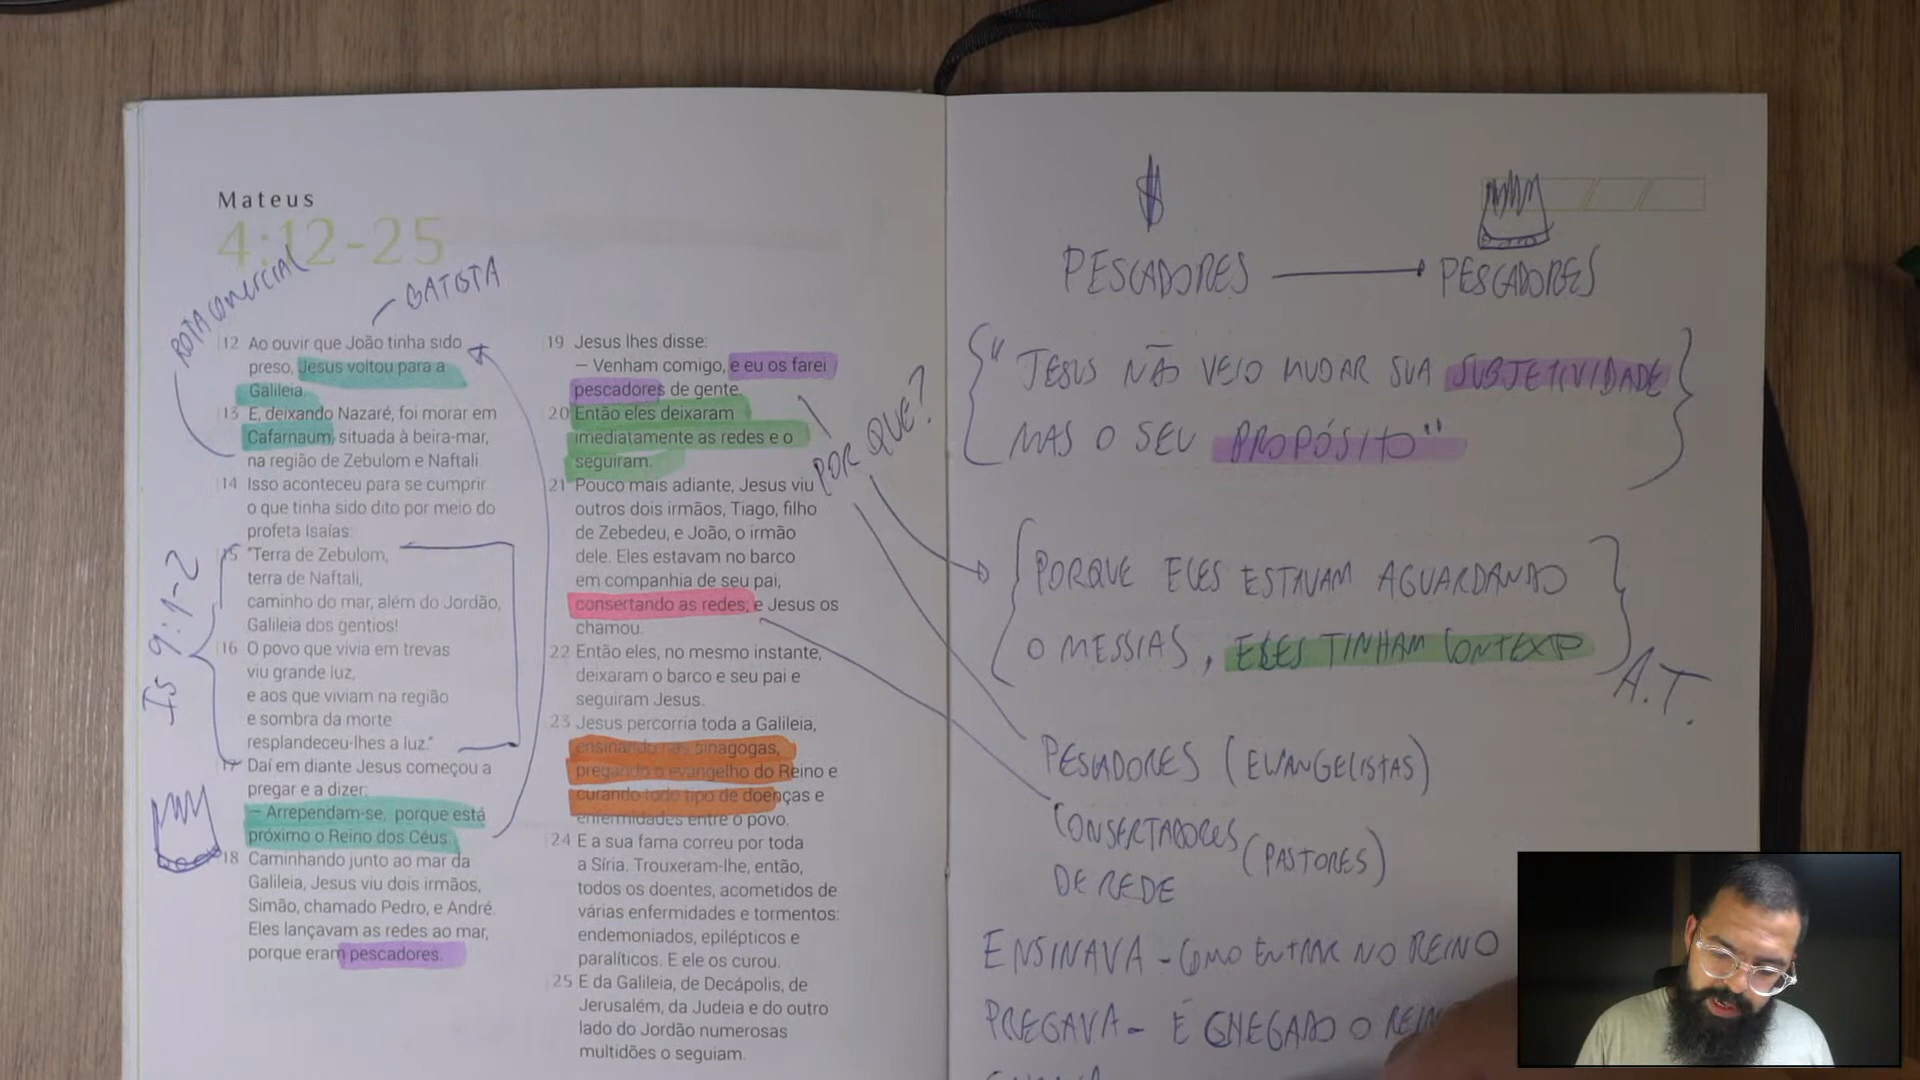 Mateus
4:12-25
ROTA COMERCIAL
BATISTA
12 Ao ouvir que João tinha sido
preso, Jesus voltou para a
Galileia.
13 E, deixando Nazaré, foi morar em
Cafarnaum, situada à beira-mar,
na região de Zebulom e Naftali.
14 Isso aconteceu para se cumprir
o que tinha sido dito por meio do
profeta Isaías:
Is 9:1-2
15 "Terra de Zebulom,
terra de Naftali,
caminho do mar, além do Jordão,
Galileia dos gentios!
16 O povo que vivia em trevas
viu grande luz,
e aos que viviam na região
e sombra da morte
resplandeceu-lhes a luz."
17 Daí em diante Jesus começou a
pregar e a dizer:
— Arrependam-se, porque está
próximo o Reino dos Céus.
18 Caminhando junto ao mar da
Galileia, Jesus viu dois irmãos,
Simão, chamado Pedro, e André.
Eles lançavam as redes ao mar,
porque eram pescadores.
19 Jesus lhes disse:
— Venham comigo, e eu os farei
pescadores de gente.
20 Então eles deixaram
imediatamente as redes e o
seguiram.
21 Pouco mais adiante, Jesus viu
outros dois irmãos, Tiago, filho
de Zebedeu, e João, o irmão
dele. Eles estavam no barco
em companhia de seu pai,
consertando as redes, e Jesus os
chamou.
22 Então eles, no mesmo instante,
deixaram o barco e seu pai e
seguiram Jesus.
23 Jesus percorria toda a Galileia,
ensinando nas sinagogas,
pregando o evangelho do Reino e
curando todo tipo de doenças e
enfermidades entre o povo.
24 E a sua fama correu por toda
a Síria. Trouxeram-lhe, então,
todos os doentes, acometidos de
várias enfermidades e tormentos:
endemoniados, epilépticos e
paralíticos. E ele os curou.
25 E da Galileia, de Decápolis, de
Jerusalém, da Judeia e do outro
lado do Jordão numerosas
multidões o seguiam.
POR QUE?
$
PESCADORES PESCADORES
"JESUS NÃO VEIO MUDAR SUA SUBJETIVIDADE
MAS O SEU PROPÓSITO"
PORQUE ELES ESTAVAM AGUARDANDO
O MESSIAS, ELES TINHAM CONTEXTO
A.T.
PESCADORES (EVANGELISTAS)
CONSERTADORES (PASTORES)
DE REDE
ENSINAVA - COMO ENTRAR NO REINO
PREGAVA - É CHEGADO O